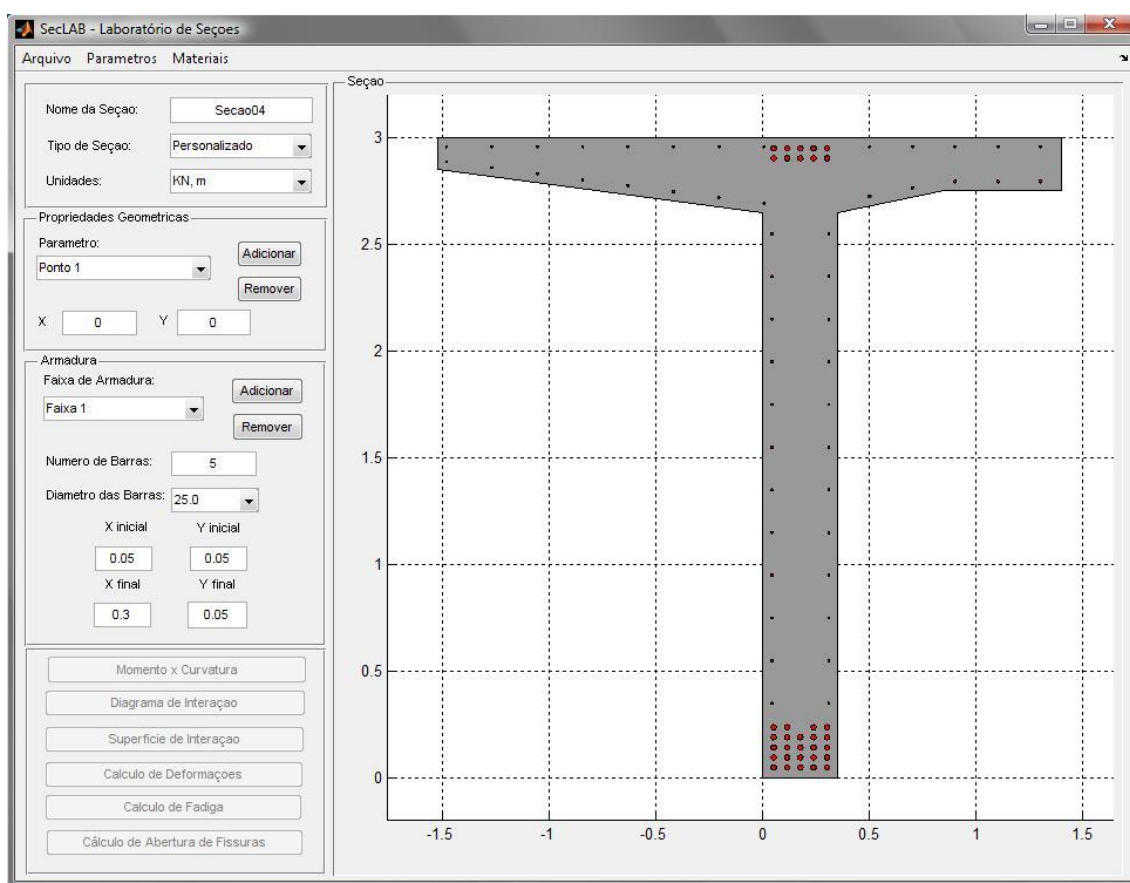 SecLAB - Laboratório de Seçoes
Arquivo Parametros Materiais
Nome da Seçao: Secao04
Tipo de Seçao: Personalizado
Unidades: KN, m
Propriedades Geometricas
Parametro:
Ponto 1
Adicionar
Remover
X 0 Y 0
Armadura
Faixa de Armadura:
Faixa 1
Adicionar
Remover
Numero de Barras: 5
Diametro das Barras: 25.0
X inicial Y inicial
0.05 0.05
X final Y final
0.3 0.05
Momento x Curvatura
Diagrama de Interaçao
Superficie de Interaçao
Calculo de Deformaçoes
Calculo de Fadiga
Câlculo de Abertura de Fissuras
Seçao
3
2.5
2
1.5
1
0.5
0
-1.5 -1 -0.5 0 0.5 1 1.5